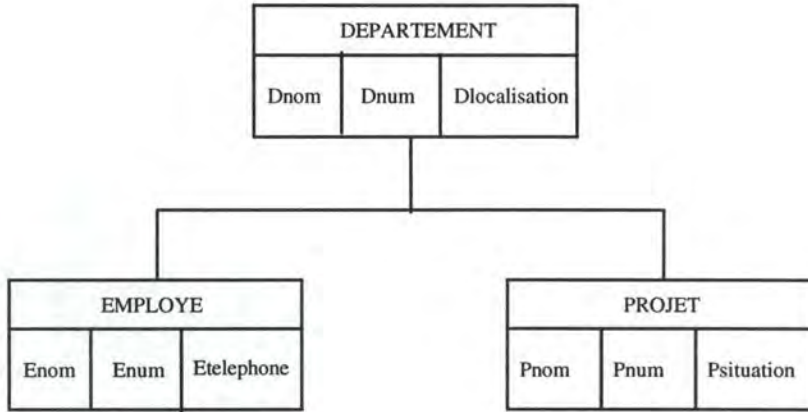 DEPARTEMENT
Dnom Dnum Dlocalisation
EMPLOYE
Enom Enum Etelephone
PROJET
Pnom Pnum Psituation